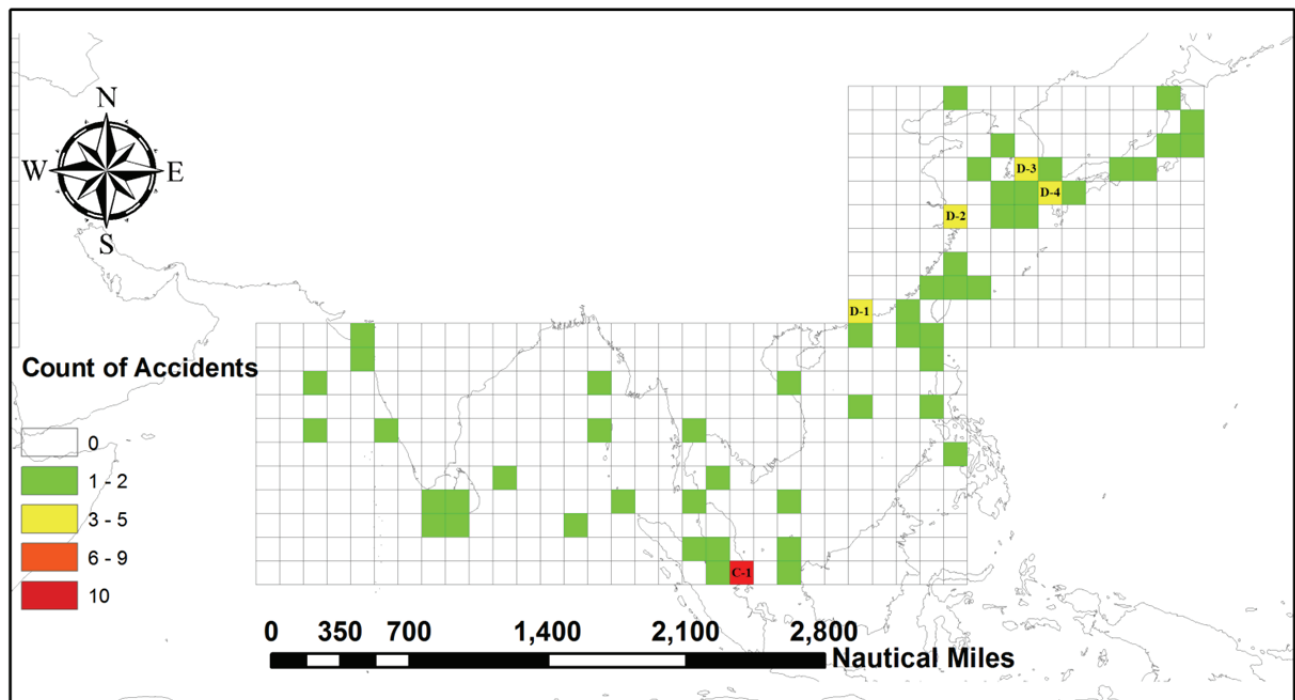 N
W E
S
D-3
D-4
D-2
D-1
Count of Accidents
0
1 - 2
3 - 5
6 - 9
10
C-1
0 350 700 1,400 2,100 2,800
Nautical Miles